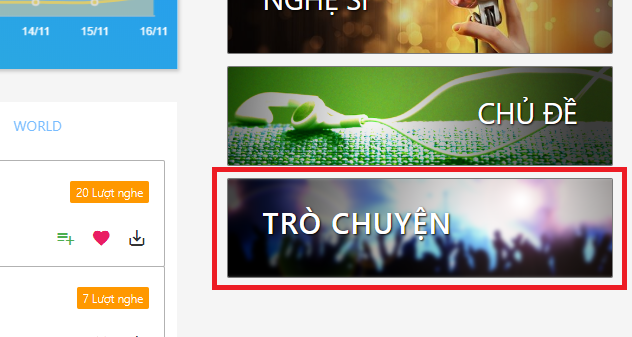 NGHỆ SĨ
14/11 15/11 16/11
CHỦ ĐỀ
WORLD
20 Lượt nghe
TRÒ CHUYỆN
7 Lượt nghe